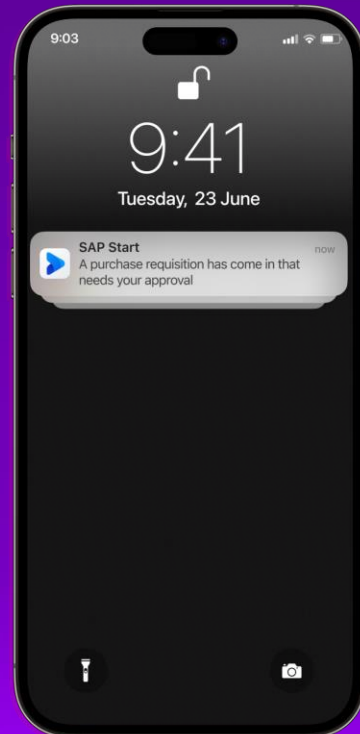 9:03
9:41
Tuesday, 23 June
SAP Start
now
A purchase requisition has come in that
needs your approval